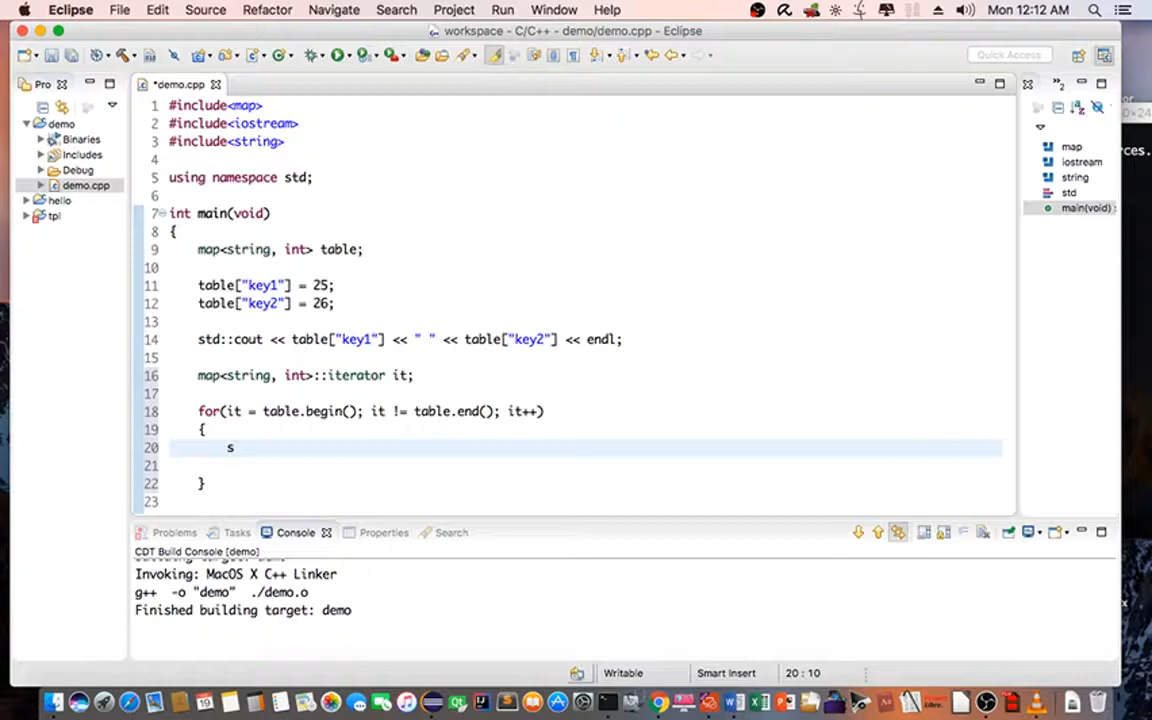 Eclipse File Edit Source Refactor Navigate Search Project Run Window Help Mon 12:12 AM
workspace - C/C++ - demo/demo.cpp - Eclipse
Quick Access
Pro *demo.cpp
demo
Binaries
Includes
Debug
demo.cpp
hello
tpl
1 #include<map>
2 #include<iostream>
3 #include<string>
4
5 using namespace std;
6
7 int main(void)
8 {
9 map<string, int> table;
10
11 table["key1"] = 25;
12 table["key2"] = 26;
13
14 std::cout << table["key1"] << " " << table["key2"] << endl;
15
16 map<string, int>::iterator it;
17
18 for(it = table.begin(); it != table.end(); it++)
19 {
20 s
21
22 }
23
map
iostream
string
std
main(void)
0×24
rces.
Problems Tasks Console Properties Search
CDT Build Console [demo]
Invoking: MacOS X C++ Linker
g++ -o "demo" ./demo.o
Finished building target: demo
Writable Smart Insert 20 : 10